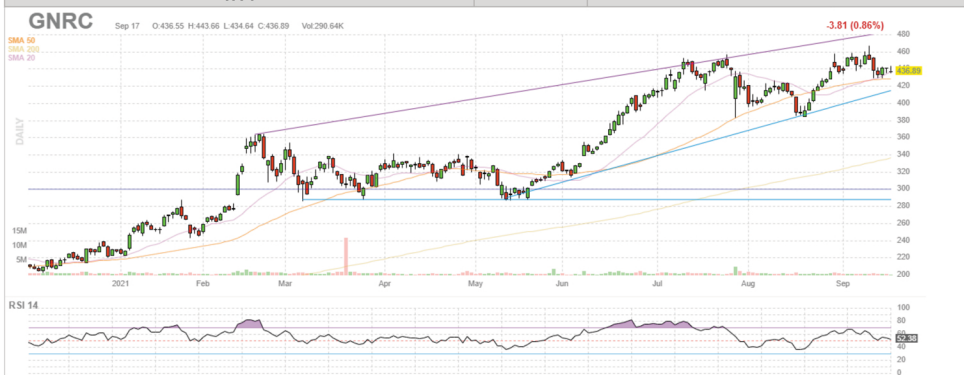 GNRC
Sep 17 O:436.55 H:443.66 L:434.64 C:436.89 Vol:290.64K
-3.81 (0.86%)
SMA 50
SMA 200
SMA 20
DAILY
480
460
440
436.89
420
400
380
360
340
320
300
280
260
240
220
200
15M
10M
5M
2021 Feb Mar Apr May Jun Jul Aug Sep
RSI 14
100
80
60
52.38
40
20
0